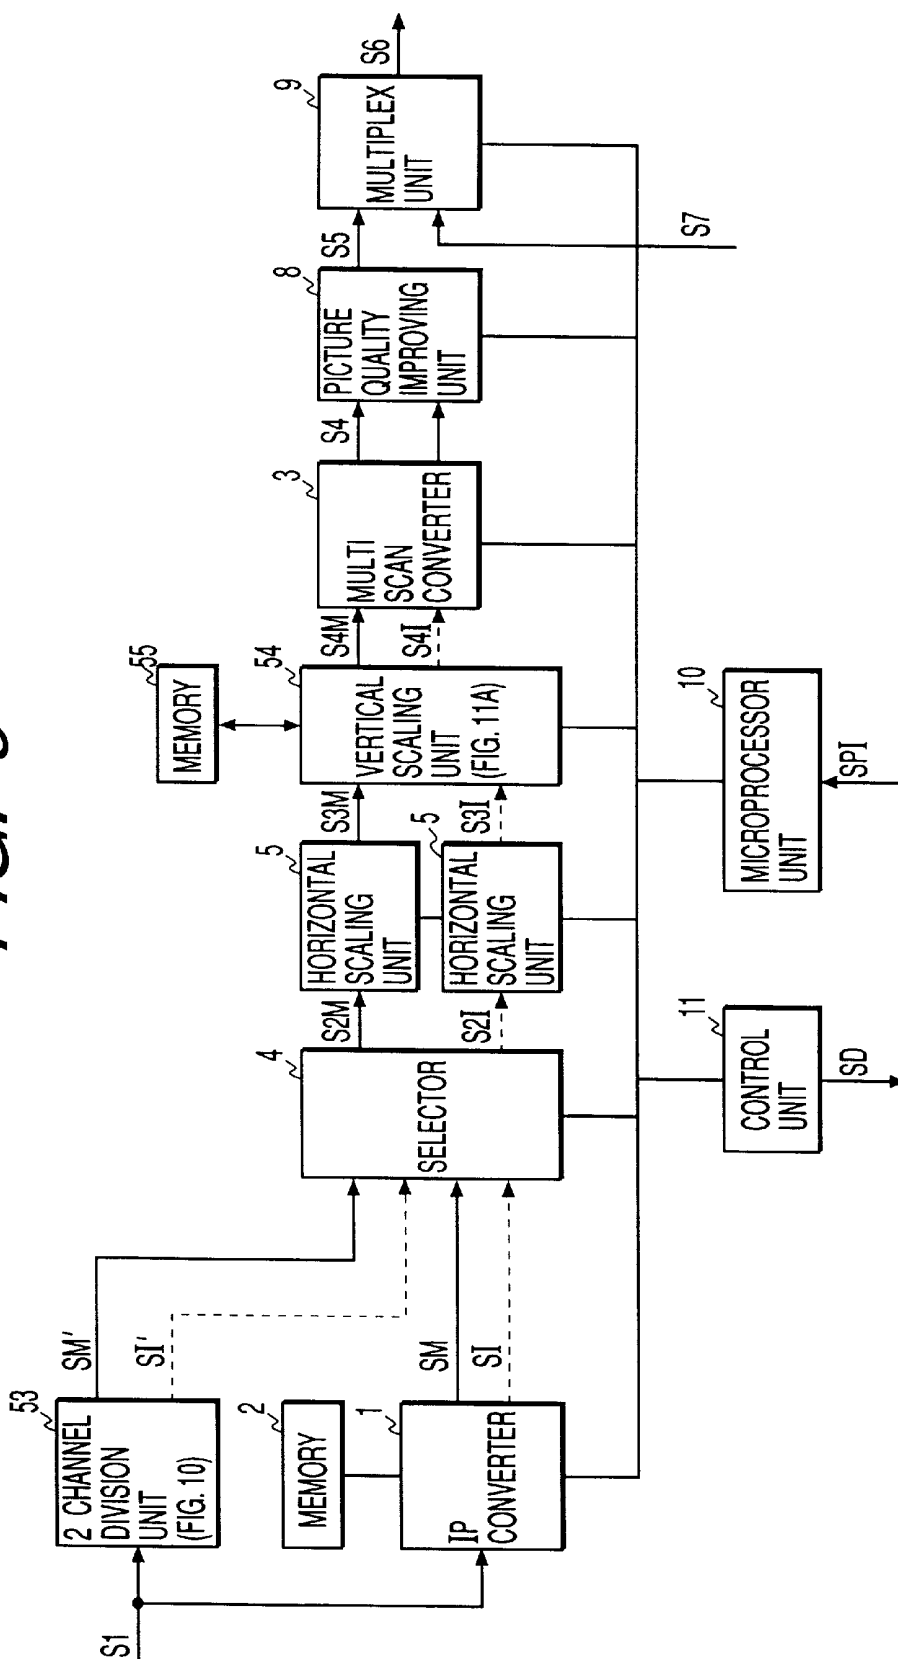 S1
53
2 CHANNEL
DIVISION
UNIT
(FIG. 10)
SM'
SI'
2
MEMORY
1
IP
CONVERTER
SM
SI
4
SELECTOR
S2M
S2I
5
HORIZONTAL
SCALING
UNIT
5
HORIZONTAL
SCALING
UNIT
S3M
S3I
55
MEMORY
54
VERTICAL
SCALING
UNIT
(FIG. 11A)
S4M
S4I
3
MULTI
SCAN
CONVERTER
S4
8
PICTURE
QUALITY
IMPROVING
UNIT
S5
9
MULTIPLEX
UNIT
S6
S7
11
CONTROL
UNIT
SD
10
MICROPROCESSOR
UNIT
SPI